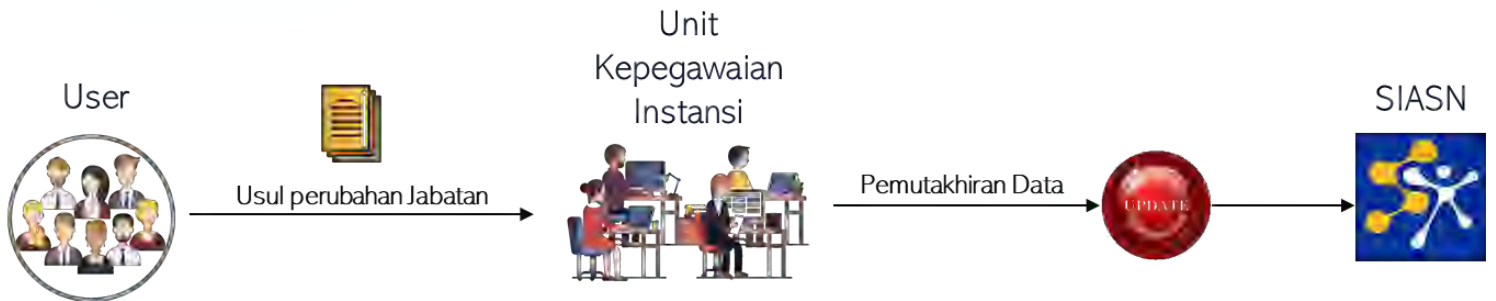 User
Usul perubahan Jabatan
Unit
Kepegawaian
Instansi
Pemutakhiran Data
UPDATE
SIASN